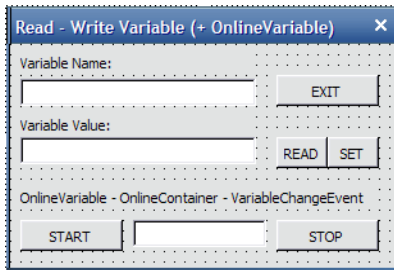 Read - Write Variable (+ OnlineVariable) ×
Variable Name:
EXIT
Variable Value:
READ SET
OnlineVariable - OnlineContainer - VariableChangeEvent
START STOP